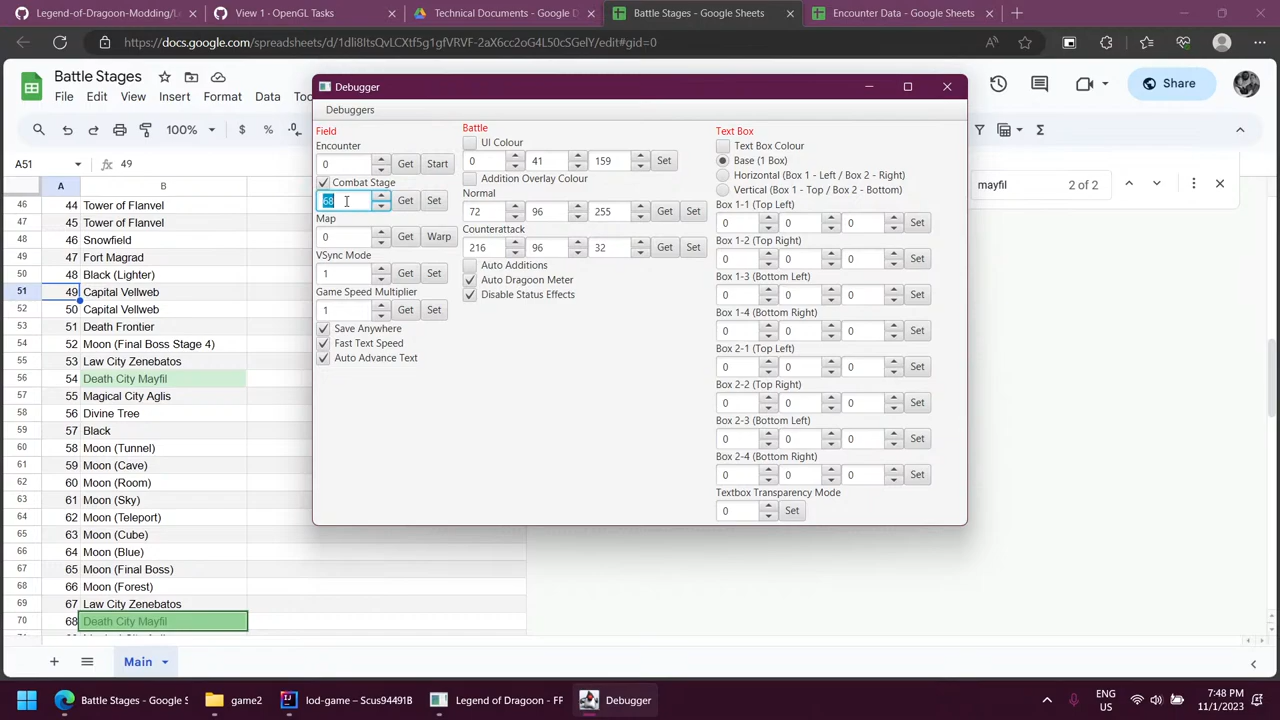 Legend-of-Dragoon-Modding/Le
View 1 - OpenGL Tasks
Technical Documents - Google D
Battle Stages - Google Sheets
Encounter Data - Google Sheets
Battle Stages
File Edit View Insert Format Data
Share
100%
$ %
A51
49
mayfil 2 of 2
A B
46 44 Tower of Flanvel
47 45 Tower of Flanvel
48 46 Snowfield
49 47 Fort Magrad
50 48 Black (Lighter)
51 49 Capital Vellweb
52 50 Capital Vellweb
53 51 Death Frontier
54 52 Moon (Final Boss Stage 4)
55 53 Law City Zenebatos
56 54 Death City Mayfil
57 55 Magical City Aglis
58 56 Divine Tree
59 57 Black
60 58 Moon (Tunnel)
61 59 Moon (Cave)
62 60 Moon (Room)
63 61 Moon (Sky)
64 62 Moon (Teleport)
65 63 Moon (Cube)
66 64 Moon (Blue)
67 65 Moon (Final Boss)
68 66 Moon (Forest)
69 67 Law City Zenebatos
70 68 Death City Mayfil
Main
Debugger
Debuggers
Field
Encounter
0 Get Start
Combat Stage
68 Get Set
Map
0 Get Warp
VSync Mode
1 Get Set
Game Speed Multiplier
1 Get Set
Save Anywhere
Fast Text Speed
Auto Advance Text
Battle
UI Colour
0 41 159 Set
Addition Overlay Colour
Normal
72 96 255 Get Set
Counterattack
216 96 32 Get Set
Auto Additions
Auto Dragoon Meter
Disable Status Effects
Text Box
Text Box Colour
Base (1 Box)
Horizontal (Box 1 - Left / Box 2 - Right)
Vertical (Box 1 - Top / Box 2 - Bottom)
Box 1-1 (Top Left)
0 0 0 Set
Box 1-2 (Top Right)
0 0 0 Set
Box 1-3 (Bottom Left)
0 0 0 Set
Box 1-4 (Bottom Right)
0 0 0 Set
Box 2-1 (Top Left)
0 0 0 Set
Box 2-2 (Top Right)
0 0 0 Set
Box 2-3 (Bottom Left)
0 0 0 Set
Box 2-4 (Bottom Right)
0 0 0 Set
Textbox Transparency Mode
0 Set
Battle Stages - Google S
game2
lod-game – Scus94491B
Legend of Dragoon - FF
Debugger
ENG
US
7:48 PM
11/1/2023